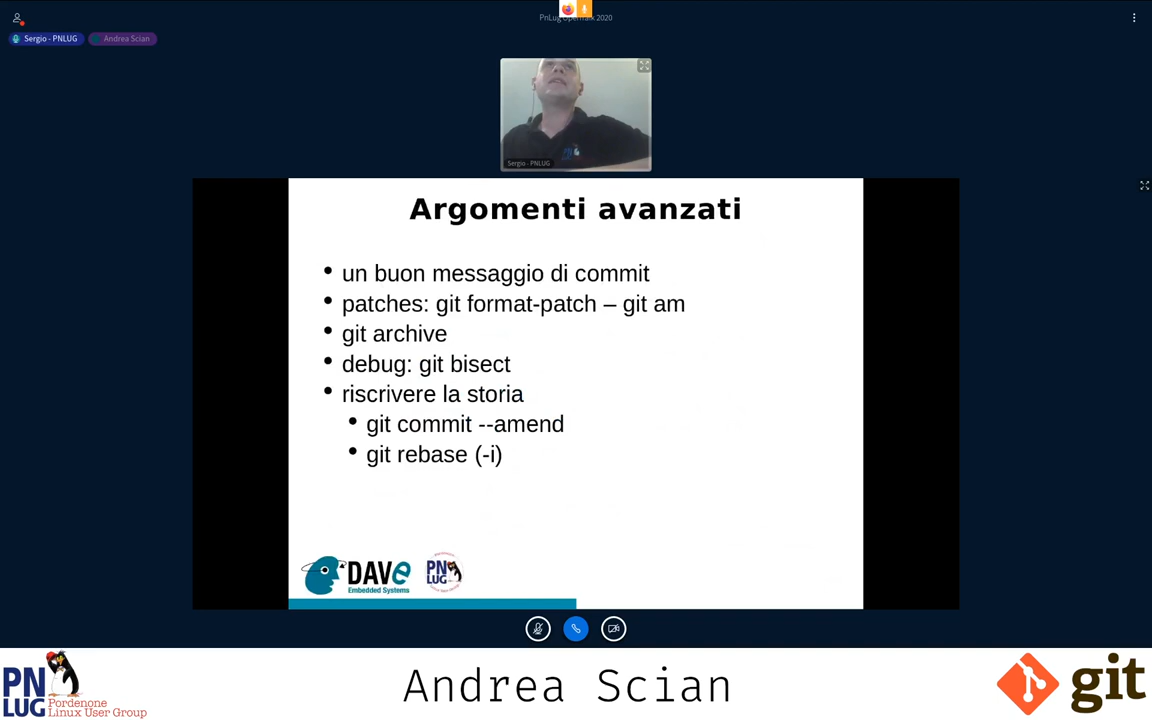 PnLug OpenTalk 2020
Sergio - PNLUG
Andrea Scian
Sergio - PNLUG
Argomenti avanzati
un buon messaggio di commit
patches: git format-patch – git am
git archive
debug: git bisect
riscrivere la storia
git commit --amend
git rebase (-i)
DAVe
Embedded Systems
PN
LUG
PN
LUG
Pordenone
Linux User Group
Andrea Scian
git